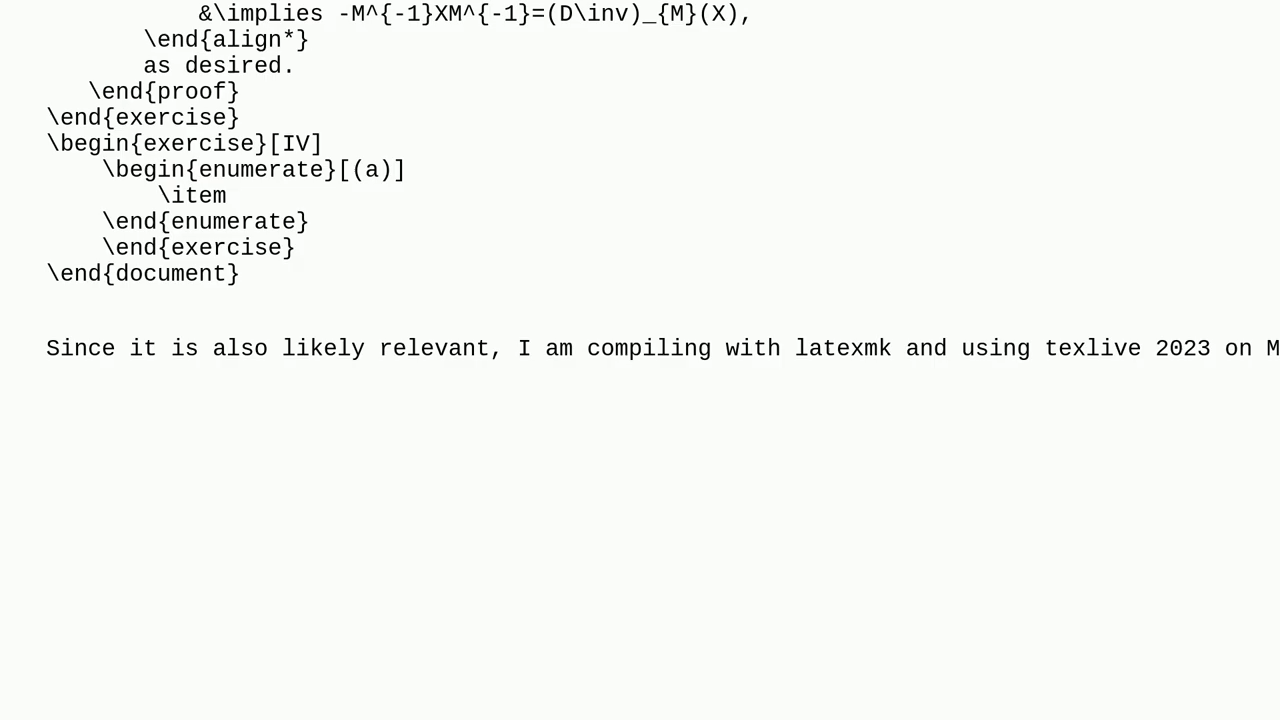 &\implies -M^{-1}XM^{-1}=(D\inv)_{M}(X),
\end{align*}
as desired.
\end{proof}
\end{exercise}
\begin{exercise}[IV]
\begin{enumerate}[(a)]
\item
\end{enumerate}
\end{exercise}
\end{document}
Since it is also likely relevant, I am compiling with latexmk and using texlive 2023 on